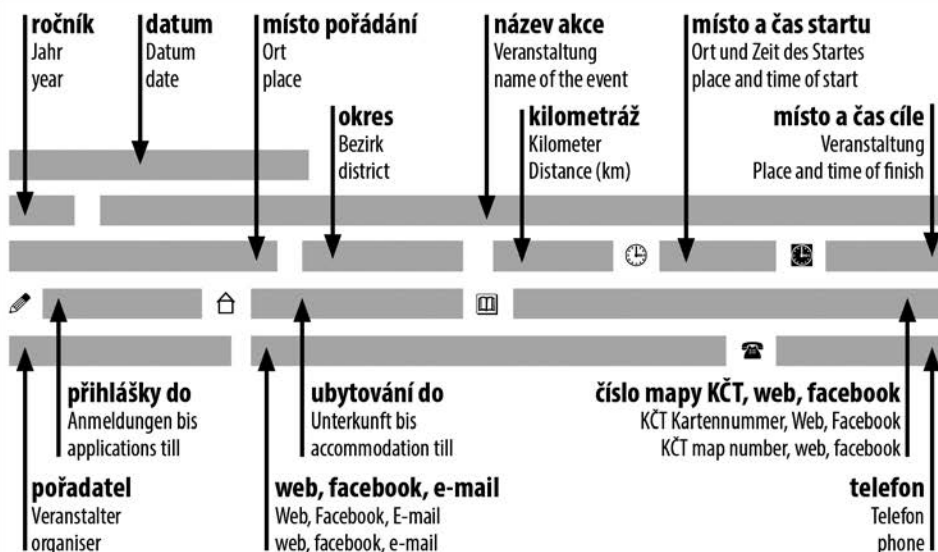 ročník
Jahr
year
datum
Datum
date
místo pořádání
Ort
place
název akce
Veranstaltung
name of the event
místo a čas startu
Ort und Zeit des Startes
place and time of start
okres
Bezirk
district
kilometráž
Kilometer
Distance (km)
místo a čas cíle
Veranstaltung
Place and time of finish
přihlášky do
Anmeldungen bis
applications till
ubytování do
Unterkunft bis
accommodation till
číslo mapy KČT, web, facebook
KČT Kartennummer, Web, Facebook
KČT map number, web, facebook
pořadatel
Veranstalter
organiser
web, facebook, e-mail
Web, Facebook, E-mail
web, facebook, e-mail
telefon
Telefon
phone